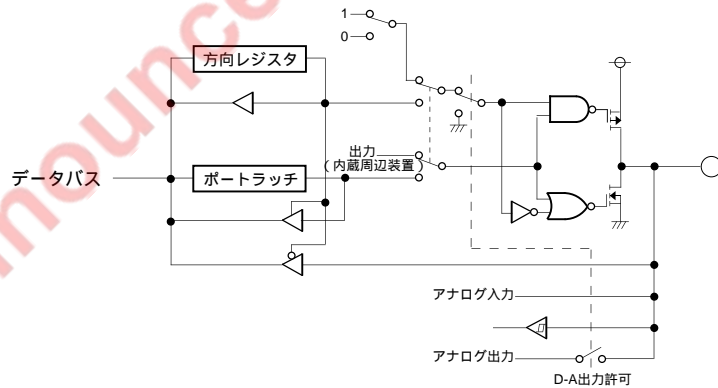 1
0
方向レジスタ
出力
(内蔵周辺装置)
データバス
ポートラッチ
アナログ入力
アナログ出力
D-A出力許可